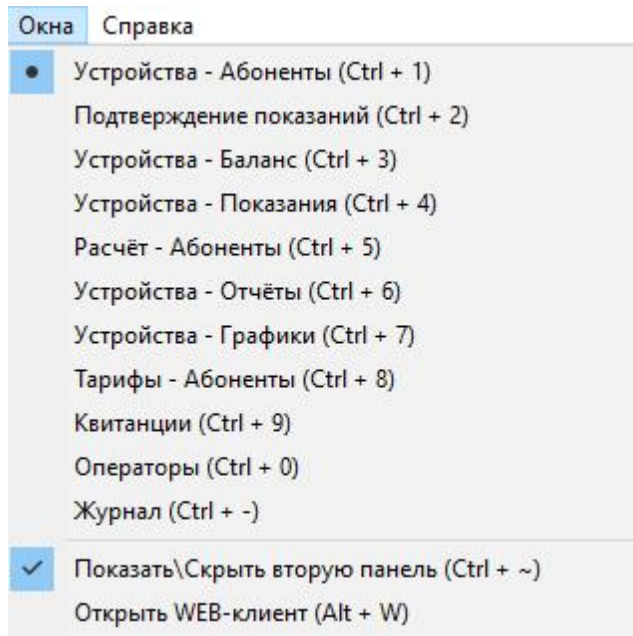 Окна Справка
Устройства - Абоненты (Ctrl + 1)
Подтверждение показаний (Ctrl + 2)
Устройства - Баланс (Ctrl + 3)
Устройства - Показания (Ctrl + 4)
Расчёт - Абоненты (Ctrl + 5)
Устройства - Отчёты (Ctrl + 6)
Устройства - Графики (Ctrl + 7)
Тарифы - Абоненты (Ctrl + 8)
Квитанции (Ctrl + 9)
Операторы (Ctrl + 0)
Журнал (Ctrl + -)
Показать\Скрыть вторую панель (Ctrl + ~)
Открыть WEB-клиент (Alt + W)